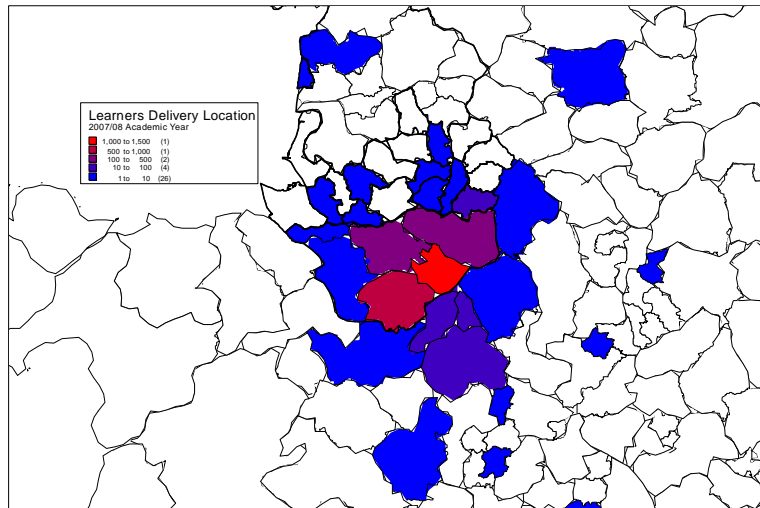 Learners Delivery Location
2007/08 Academic Year
1,000 to 1,500 (1)
500 to 1,000 (1)
100 to 500 (2)
10 to 100 (4)
1 to 10 (26)